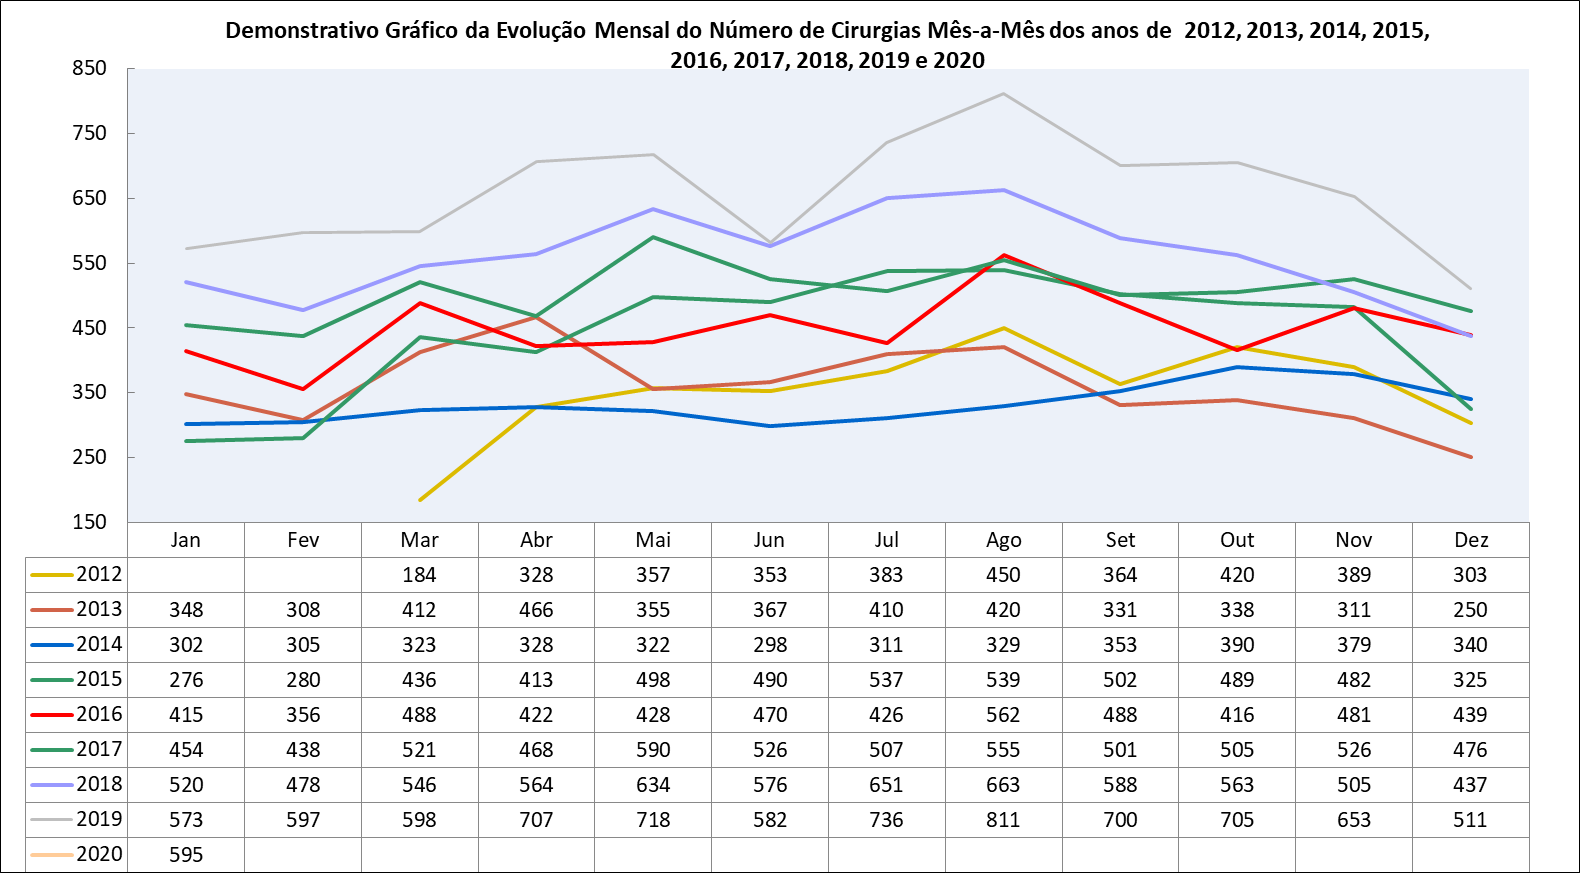 Demonstrativo Gráfico da Evolução Mensal do Número de Cirurgias Mês-a-Mês dos anos de 2012, 2013, 2014, 2015,
2016, 2017, 2018, 2019 e 2020
850
750
650
550
450
350
250
150
Jan Fev Mar Abr Mai Jun Jul Ago Set Out Nov Dez
2012 184 328 357 353 383 450 364 420 389 303
2013 348 308 412 466 355 367 410 420 331 338 311 250
2014 302 305 323 328 322 298 311 329 353 390 379 340
2015 276 280 436 413 498 490 537 539 502 489 482 325
2016 415 356 488 422 428 470 426 562 488 416 481 439
2017 454 438 521 468 590 526 507 555 501 505 526 476
2018 520 478 546 564 634 576 651 663 588 563 505 437
2019 573 597 598 707 718 582 736 811 700 705 653 511
2020 595